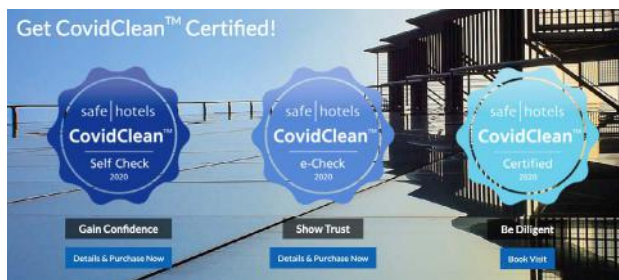 Get CovidClean™ Certified!
safe|hotels
CovidClean™
Self Check
2020
Gain Confidence
Details & Purchase Now
safe|hotels
CovidClean™
e-Check
2020
Show Trust
Details & Purchase Now
safe|hotels
CovidClean™
Certified
2020
Be Diligent
Book Visit